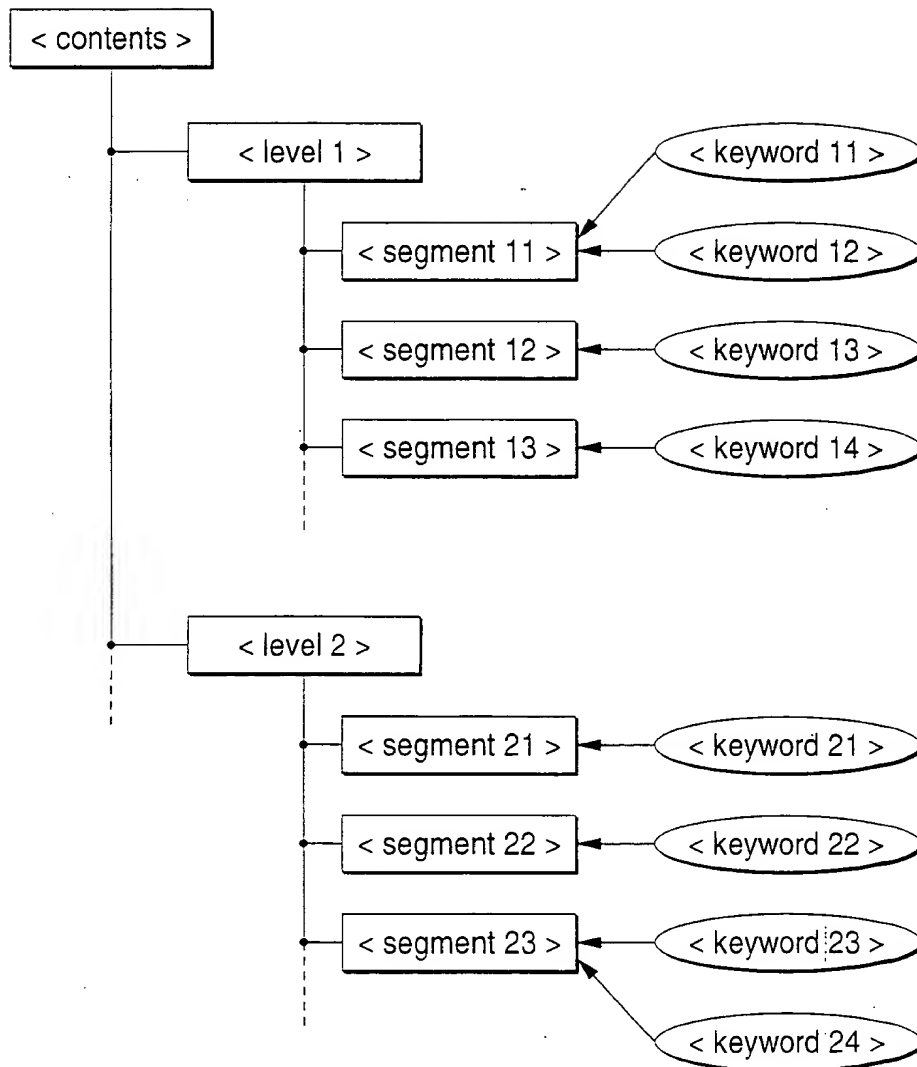 < contents >
< level 1 >
< keyword 11 >
< segment 11 >
< keyword 12 >
< segment 12 >
< keyword 13 >
< segment 13 >
< keyword 14 >
< level 2 >
< segment 21 >
< keyword 21 >
< segment 22 >
< keyword 22 >
< segment 23 >
< keyword 23 >
< keyword 24 >